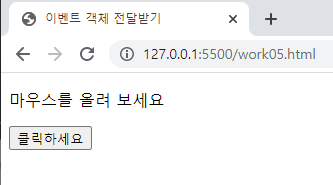 이벤트 객체 전달받기
127.0.0.1:5500/work05.html
마우스를 올려 보세요
클릭하세요